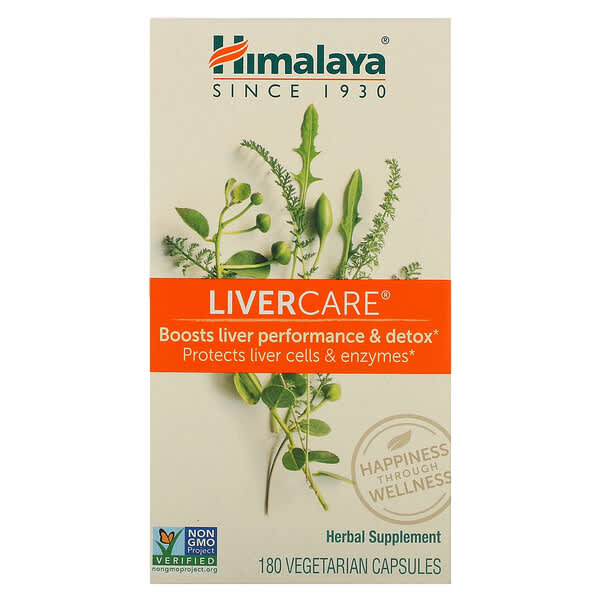 Himalaya®
SINCE 1930
LIVERCARE®
Boosts liver performance & detox*
Protects liver cells & enzymes*
HAPPINESS
THROUGH
WELLNESS
NON
GMO
Project
VERIFIED
nongmoproject.org
Herbal Supplement
180 VEGETARIAN CAPSULES